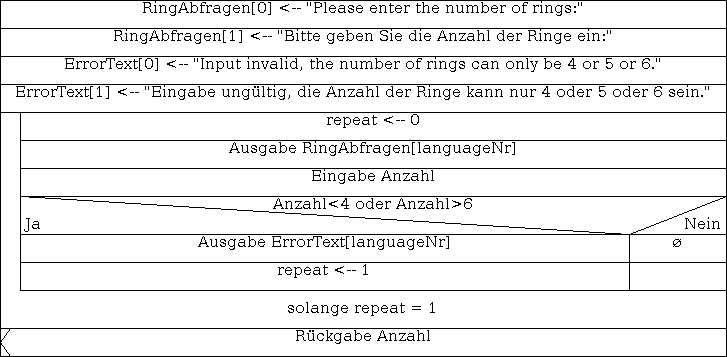 RingAbfragen[0] <-- "Please enter the number of rings:"
RingAbfragen[1] <-- "Bitte geben Sie die Anzahl der Ringe ein:"
ErrorText[0] <-- "Input invalid, the number of rings can only be 4 or 5 or 6."
ErrorText[1] <-- "Eingabe ungültig, die Anzahl der Ringe kann nur 4 oder 5 oder 6 sein."
repeat <-- 0
Ausgabe RingAbfragen[languageNr]
Eingabe Anzahl
Anzahl<4 oder Anzahl>6
Ja Nein
Ausgabe ErrorText[languageNr] ø
repeat <-- 1
solange repeat = 1
Rückgabe Anzahl